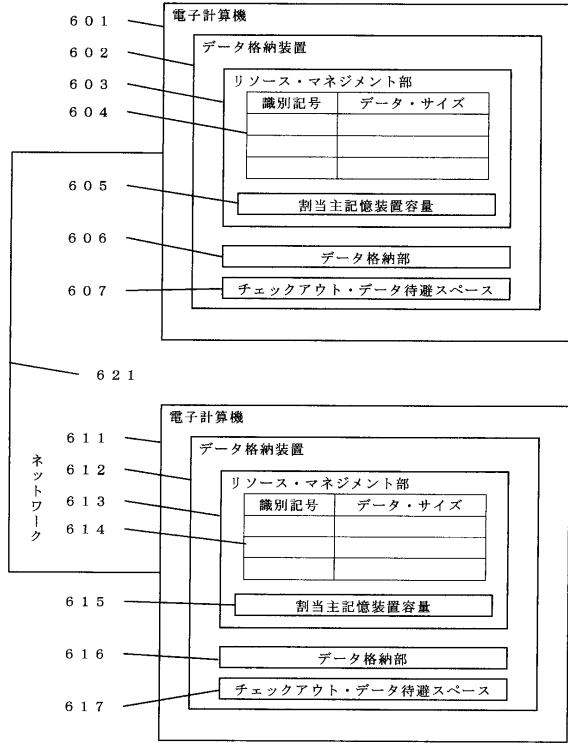 601
電子計算機
602
データ格納装置
603
リソース・マネジメント部
604
識別記号 データ・サイズ
605
割当主記憶装置容量
606
データ格納部
607
チェックアウト・データ待避スペース
621
ネットワーク
611
電子計算機
612
データ格納装置
613
リソース・マネジメント部
614
識別記号 データ・サイズ
615
割当主記憶装置容量
616
データ格納部
617
チェックアウト・データ待避スペース